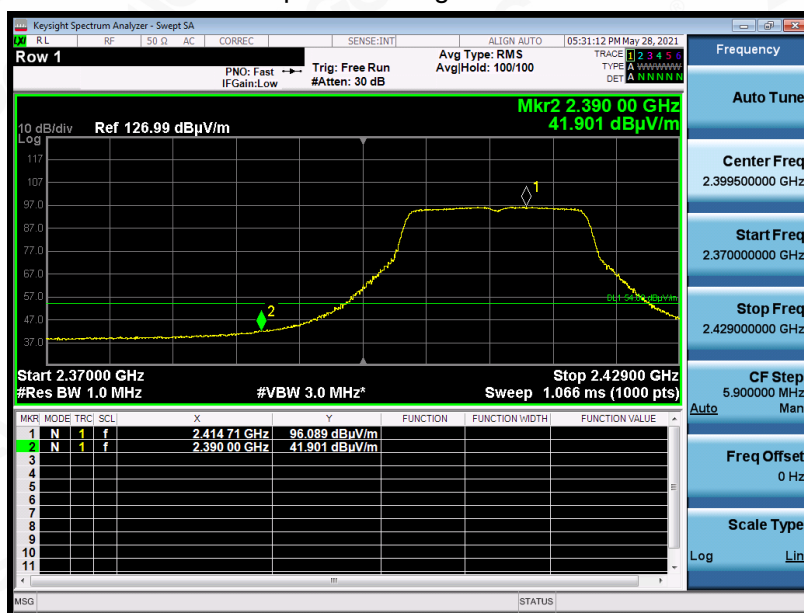 Keysight Spectrum Analyzer - Swept SA
LXI RL RF 50 Ω AC CORREC SENSE:INT ALIGN AUTO 05:31:12 PM May 28, 2021
Row 1
PNO: Fast
IFGain:Low
Trig: Free Run
#Atten: 30 dB
Avg Type: RMS
Avg|Hold: 100/100
TRACE 1 2 3 4 5 6
TYPE A WWWWW
DET A N N N N N
Mkr2 2.390 00 GHz
41.901 dBµV/m
10 dB/div Ref 126.99 dBµV/m
Log
117
107
97.0
87.0
77.0
67.0
57.0
47.0
37.0
1
2
Start 2.37000 GHz Stop 2.42900 GHz
#Res BW 1.0 MHz #VBW 3.0 MHz* Sweep 1.066 ms (1000 pts)
MKR MODE TRC SCL X Y FUNCTION FUNCTION WIDTH FUNCTION VALUE
1 N 1 f 2.414 71 GHz 96.089 dBµV/m
2 N 1 f 2.390 00 GHz 41.901 dBµV/m
3
4
5
6
7
8
9
10
11
MSG STATUS
Frequency
Auto Tune
Center Freq
2.399500000 GHz
Start Freq
2.370000000 GHz
Stop Freq
2.429000000 GHz
CF Step
5.900000 MHz
Auto Man
Freq Offset
0 Hz
Scale Type
Log Lin